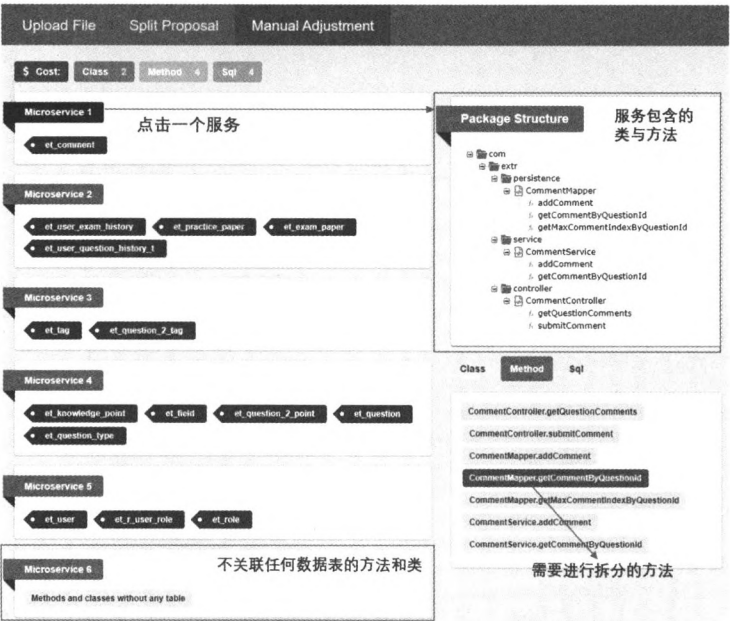 Upload File Split Proposal Manual Adjustment
$ Cost: Class 2 Method 4 Sql 4
Microservice 1
点击一个服务
et_comment
Microservice 2
et_user_exam_history et_practice_paper et_exam_paper
et_user_question_history_t
Microservice 3
et_tag et_question_2_tag
Microservice 4
et_knowledge_point et_field et_question_2_point et_question
et_question_type
Microservice 5
et_user et_r_user_role et_role
Microservice 6
不关联任何数据表的方法和类
Methods and classes without any table
Package Structure
服务包含的
类与方法
com
extr
persistence
CommentMapper
addComment
getCommentByQuestionId
getMaxCommentIndexByQuestionId
service
CommentService
addComment
getCommentByQuestionId
controller
CommentController
getQuestionComments
submitComment
Class Method Sql
CommentController.getQuestionComments
CommentController.submitComment
CommentMapper.addComment
CommentMapper.getCommentByQuestionId
CommentMapper.getMaxCommentIndexByQuestionId
CommentService.addComment
CommentService.getCommentByQuestionId
需要进行拆分的方法